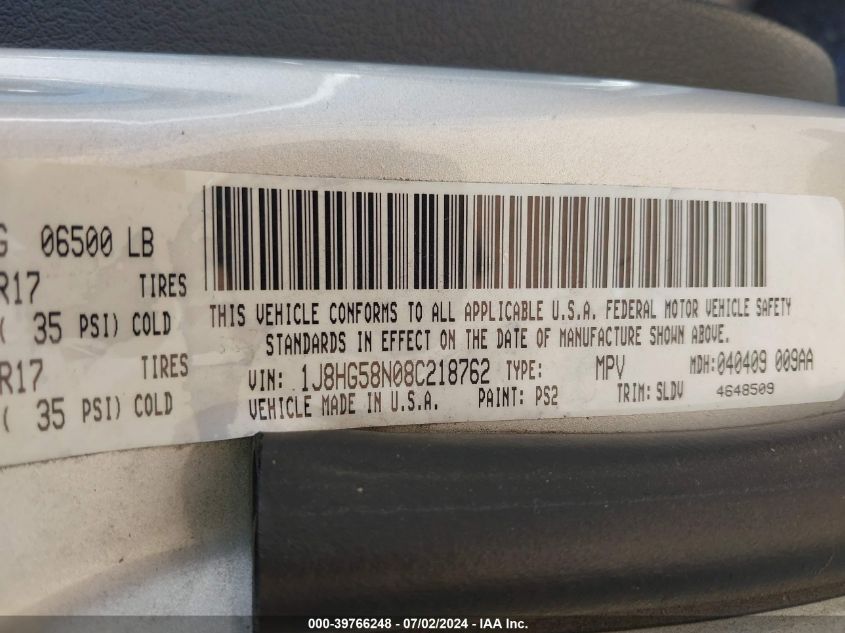 G 06500 LB
R17 TIRES
( 35 PSI) COLD
R17 TIRES
( 35 PSI) COLD
THIS VEHICLE CONFORMS TO ALL APPLICABLE U.S.A. FEDERAL MOTOR VEHICLE SAFETY
STANDARDS IN EFFECT ON THE DATE OF MANUFACTURE SHOWN ABOVE.
VIN: 1J8HG58N08C218762 TYPE: MPV MDH:040409 009AA
VEHICLE MADE IN U.S.A. PAINT: PS2 TRIM: SLDV 4648509
000-39766248 - 07/02/2024 - IAA Inc.